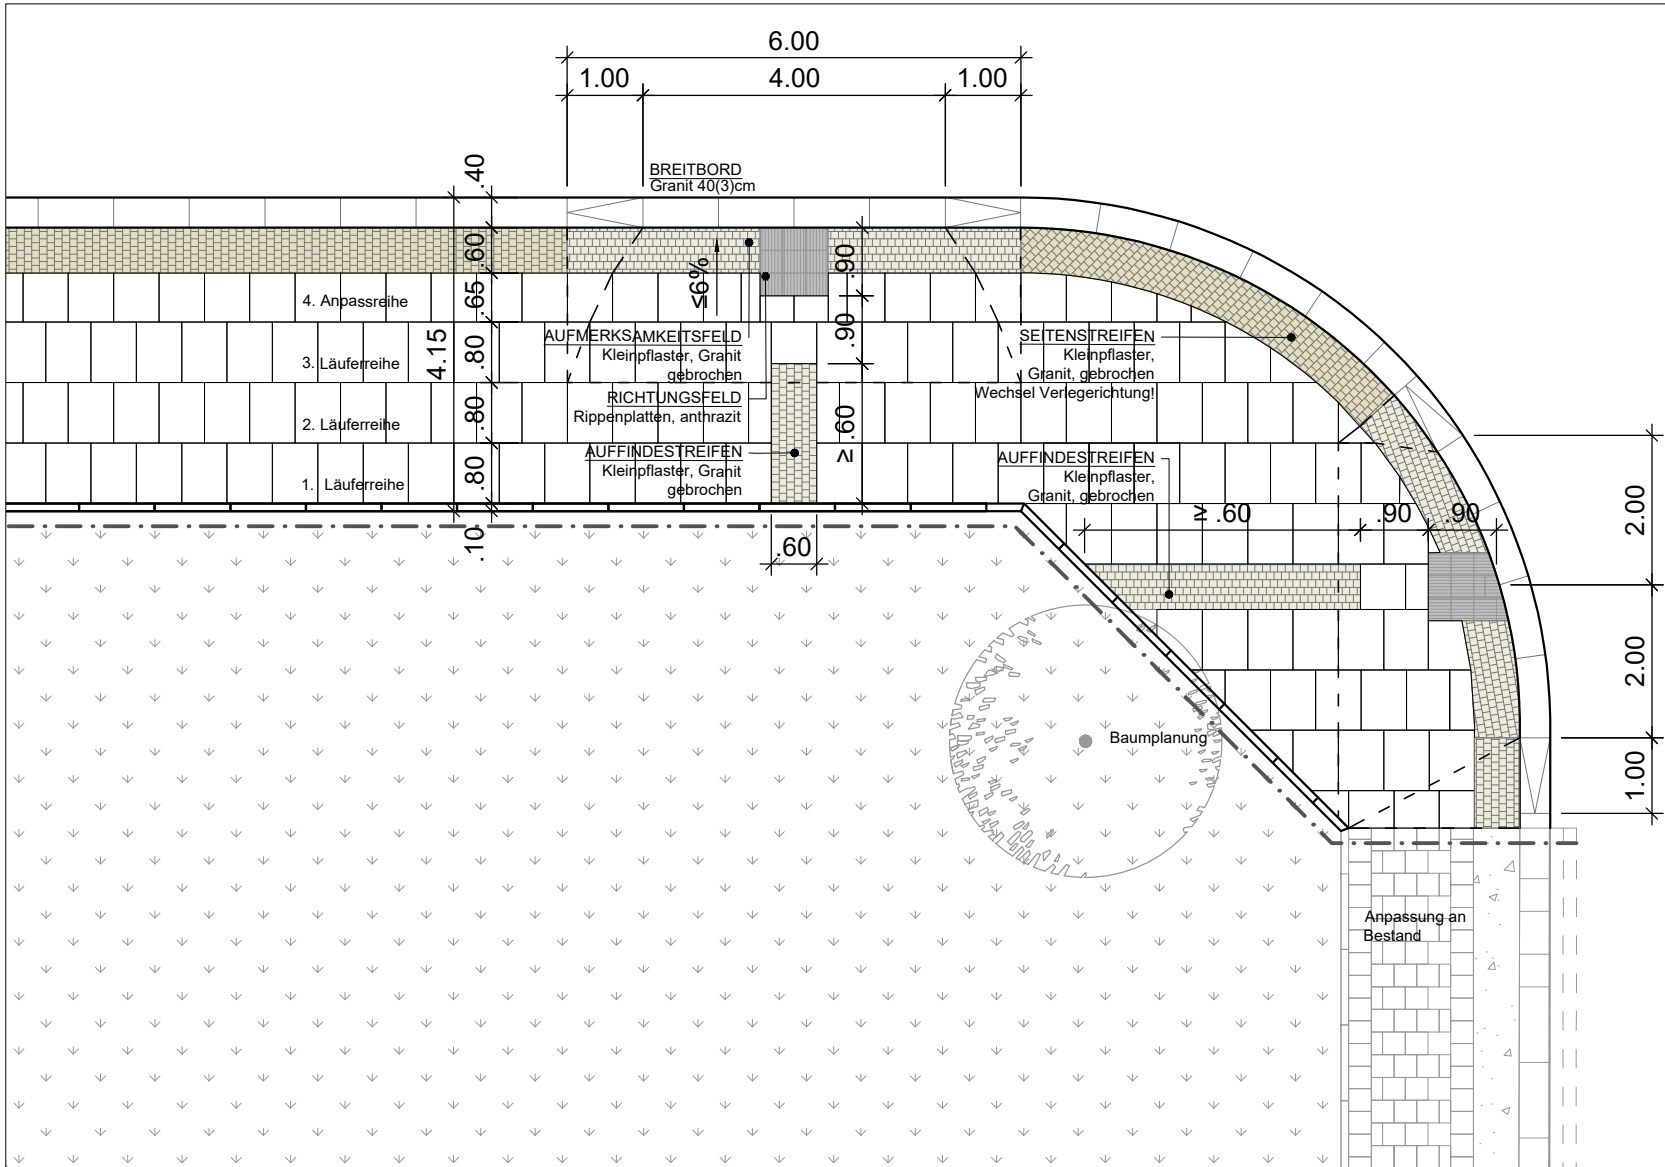 6.00
1.00
4.00
1.00
.40
BREITBORD
Granit 40(3)cm
.60
≤6%
.90
4. Anpassreihe
.65
AUFMERKSAMKEITSFELD
Kleinpflaster, Granit
gebrochen
.90
SEITENSTREIFEN
Kleinpflaster,
Granit, gebrochen
Wechsel Verlegerichtung!
3. Läuferreihe
4.15
.80
RICHTUNGSFELD
Rippenplatten, anthrazit
2. Läuferreihe
.80
≥ .60
AUFFINDESTREIFEN
Kleinpflaster, Granit
gebrochen
AUFFINDESTREIFEN
Kleinpflaster,
Granit, gebrochen
1. Läuferreihe
.80
≥ .60
.90
.90
2.00
.10
.60
2.00
Baumplanung
1.00
Anpassung an
Bestand